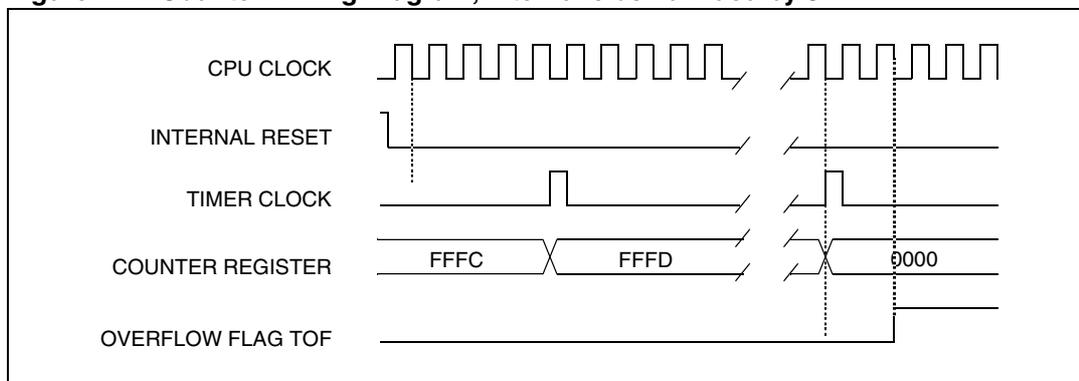 CPU CLOCK
INTERNAL RESET
TIMER CLOCK
COUNTER REGISTER
FFFC
FFFD
0000
OVERFLOW FLAG TOF